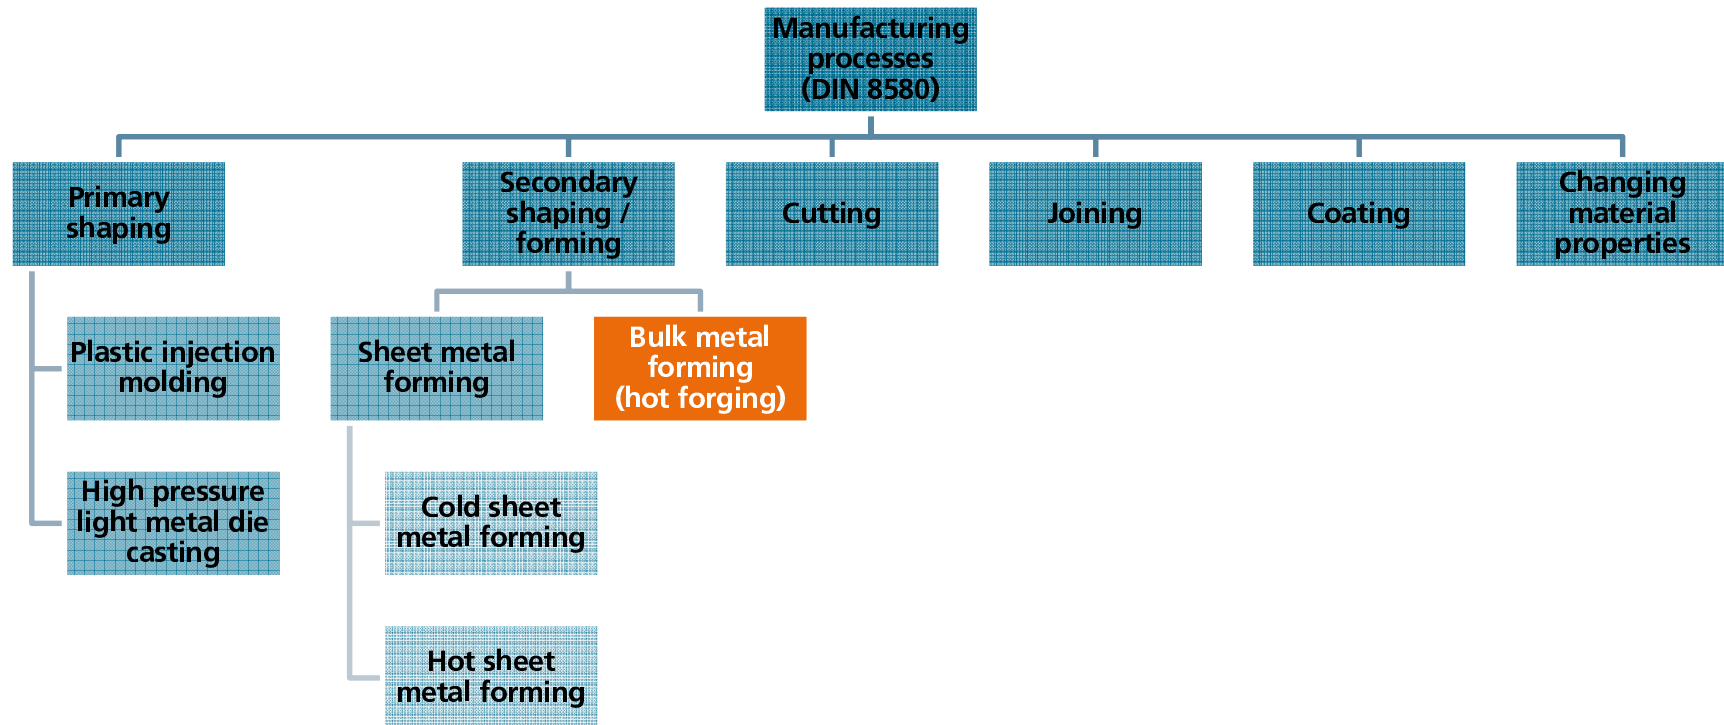 Manufacturing
processes
(DIN 8580)
Primary
shaping
Secondary
shaping /
forming
Cutting
Joining
Coating
Changing
material
properties
Plastic injection
molding
Sheet metal
forming
Bulk metal
forming
(hot forging)
High pressure
light metal die
casting
Cold sheet
metal forming
Hot sheet
metal forming